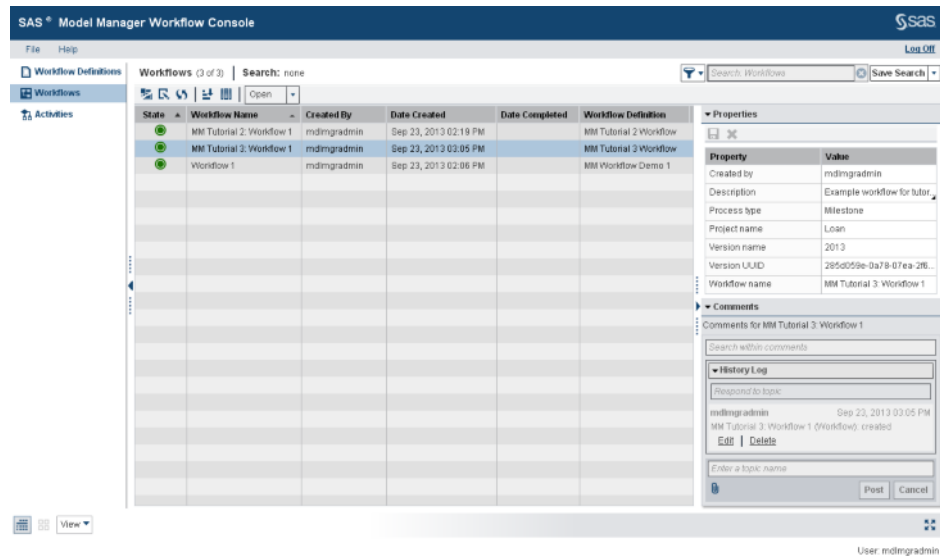 SAS ® Model Manager Workflow Console
sas
File Help Log Off
Workflow Definitions
Workflows
Activities
Workflows (3 of 3) | Search: none
Search: Workflows
Save Search
Open
State Workflow Name Created By Date Created Date Completed Workflow Definition
MM Tutorial 2: Workflow 1 mdlmgradmin Sep 23, 2013 02:19 PM MM Tutorial 2 Workflow
MM Tutorial 3: Workflow 1 mdlmgradmin Sep 23, 2013 03:05 PM MM Tutorial 3 Workflow
Workflow 1 mdlmgradmin Sep 23, 2013 02:06 PM MM Workflow Demo 1
Properties
Property Value
Created by mdlmgradmin
Description Example workflow for tutor...
Process type Milestone
Project name Loan
Version name 2013
Version UUID 285d059e-0a78-07ea-2f6...
Workflow name MM Tutorial 3: Workflow 1
Comments
Comments for MM Tutorial 3: Workflow 1
Search within comments
History Log
Respond to topic
mdlmgradmin Sep 23, 2013 03:05 PM
MM Tutorial 3: Workflow 1 (Workflow): created
Edit | Delete
Enter a topic name
Post Cancel
View
User: mdlmgradmin